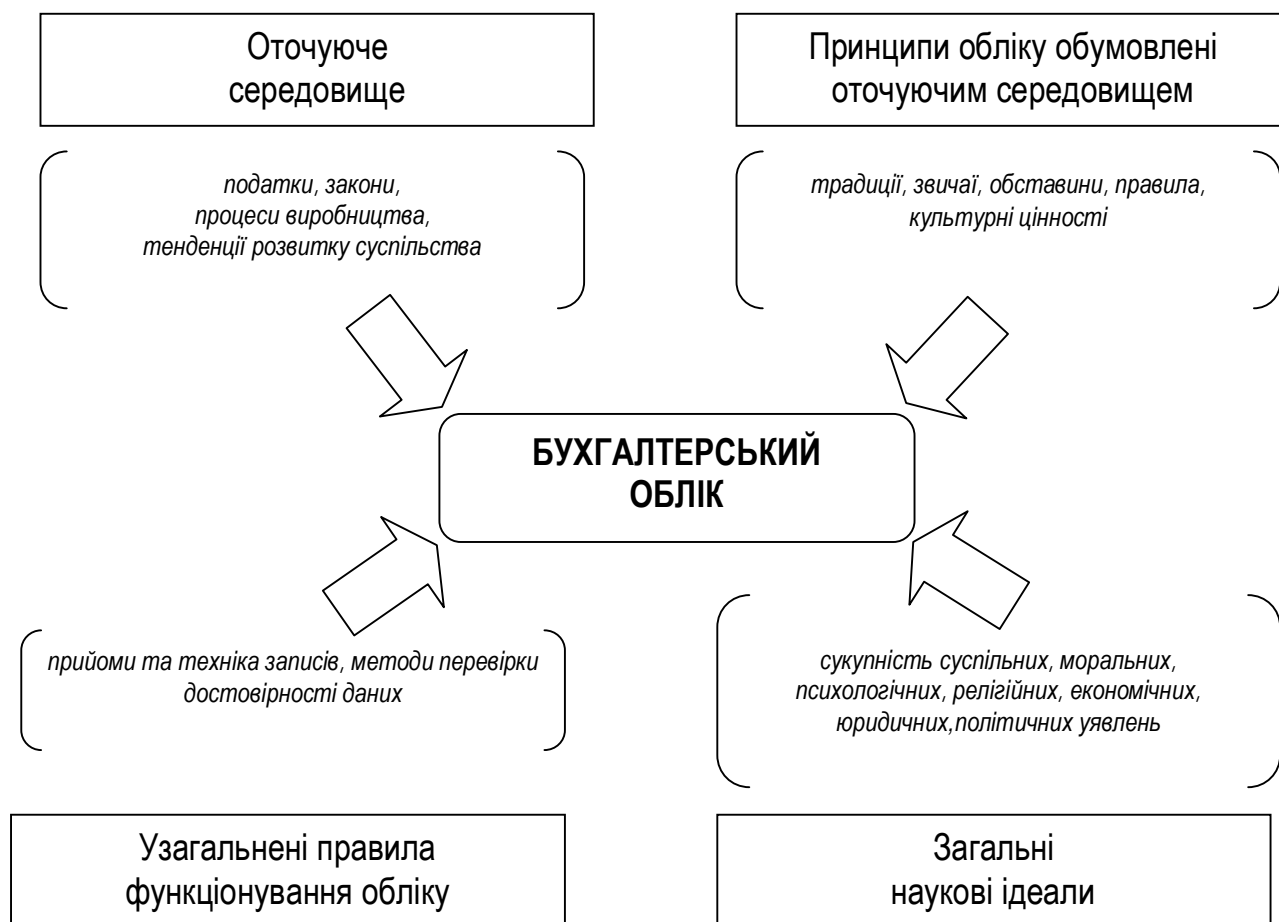 Оточуюче
середовище
Принципи обліку обумовлені
оточуючим середовищем
податки, закони,
процеси виробництва,
тенденції розвитку суспільства
традиції, звичаї, обставини, правила,
культурні цінності
БУХГАЛТЕРСЬКИЙ
ОБЛІК
прийоми та техніка записів, методи перевірки
достовірності даних
сукупність суспільних, моральних,
психологічних, релігійних, економічних,
юридичних,політичних уявлень
Узагальнені правила
функціонування обліку
Загальні
наукові ідеали